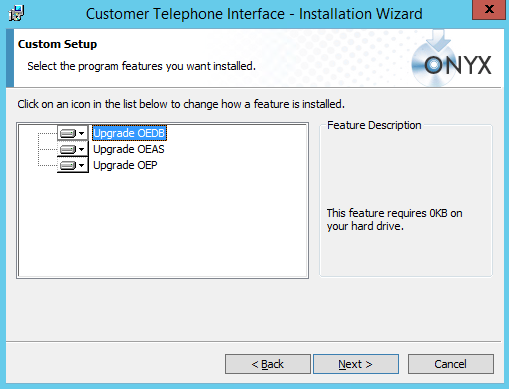 Customer Telephone Interface - Installation Wizard
x
Custom Setup
Select the program features you want installed.
ONYX
Click on an icon in the list below to change how a feature is installed.
Upgrade OEDB
Upgrade OEAS
Upgrade OEP
Feature Description
This feature requires 0KB on
your hard drive.
< Back
Next >
Cancel